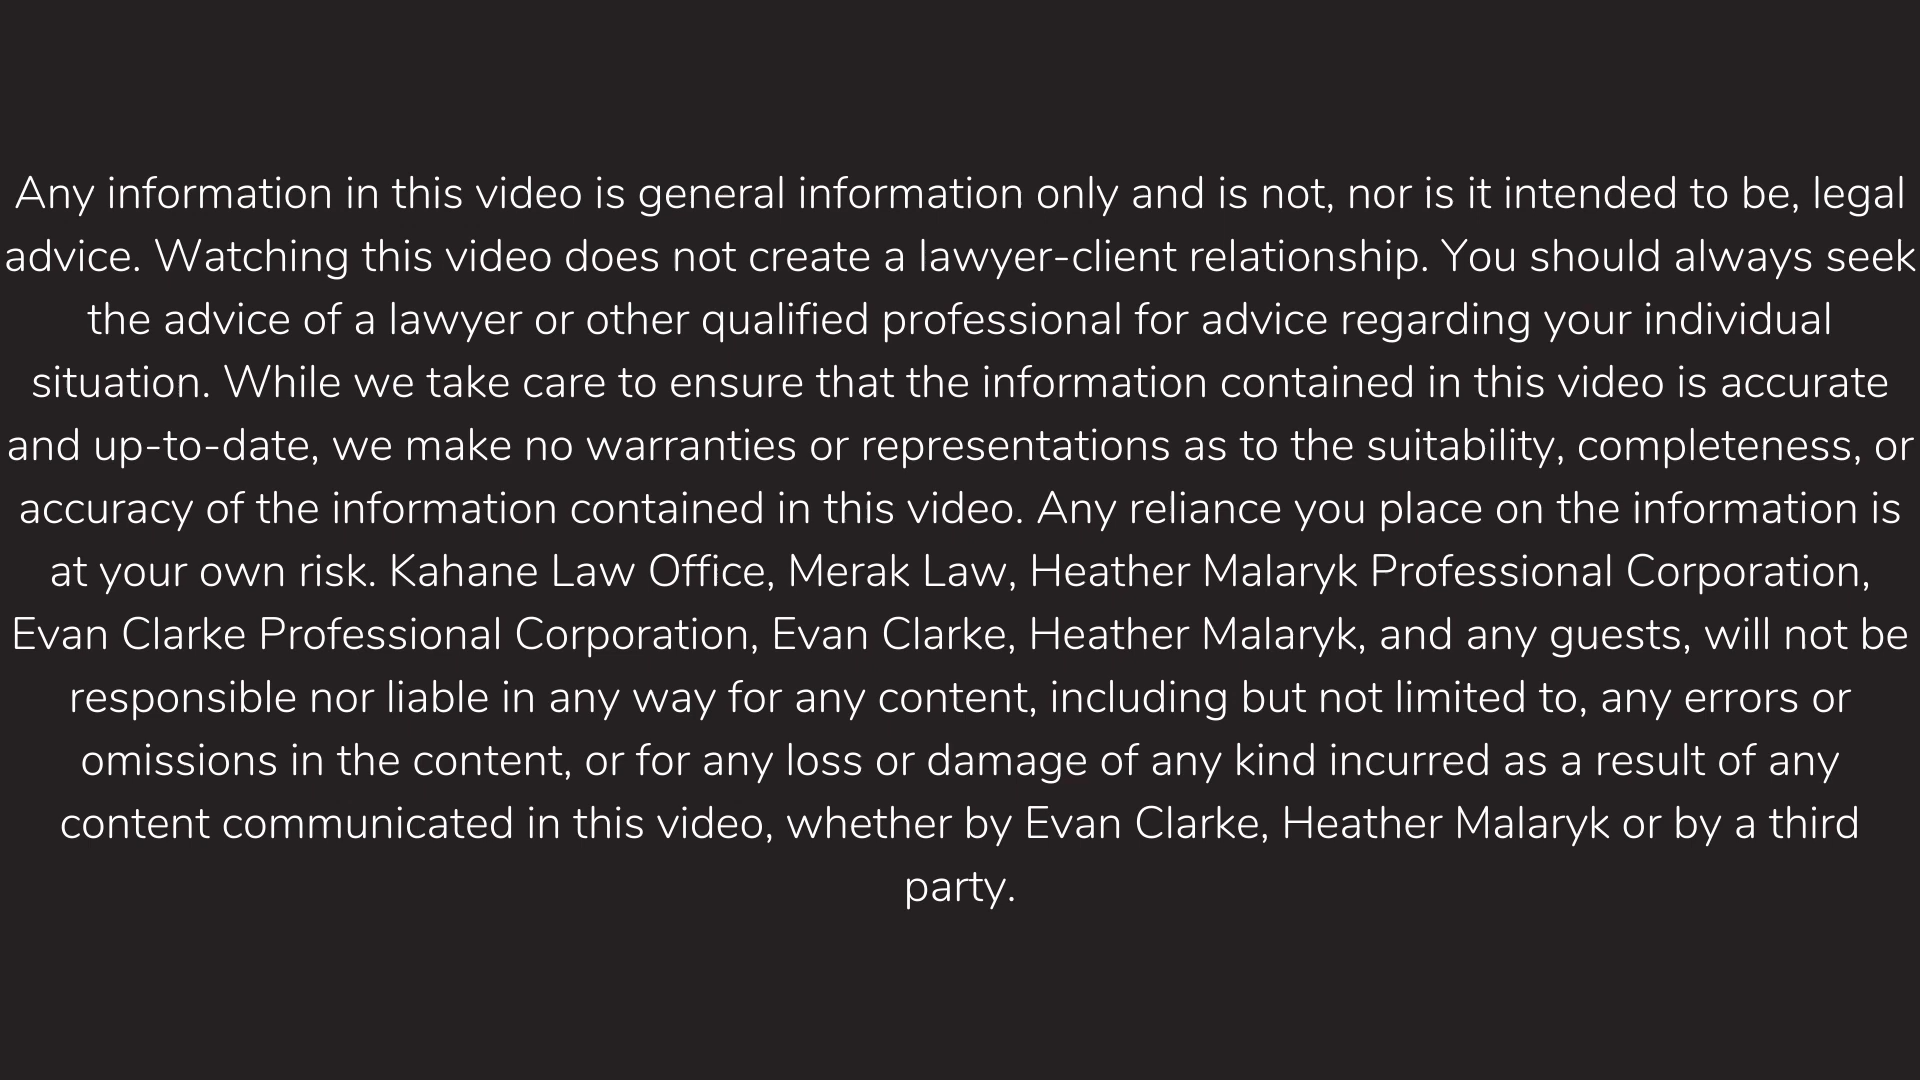 Any information in this video is general information only and is not, nor is it intended to be, legal
advice. Watching this video does not create a lawyer-client relationship. You should always seek
the advice of a lawyer or other qualified professional for advice regarding your individual
situation. While we take care to ensure that the information contained in this video is accurate
and up-to-date, we make no warranties or representations as to the suitability, completeness, or
accuracy of the information contained in this video. Any reliance you place on the information is
at your own risk. Kahane Law Office, Merak Law, Heather Malaryk Professional Corporation,
Evan Clarke Professional Corporation, Evan Clarke, Heather Malaryk, and any guests, will not be
responsible nor liable in any way for any content, including but not limited to, any errors or
omissions in the content, or for any loss or damage of any kind incurred as a result of any
content communicated in this video, whether by Evan Clarke, Heather Malaryk or by a third
party.